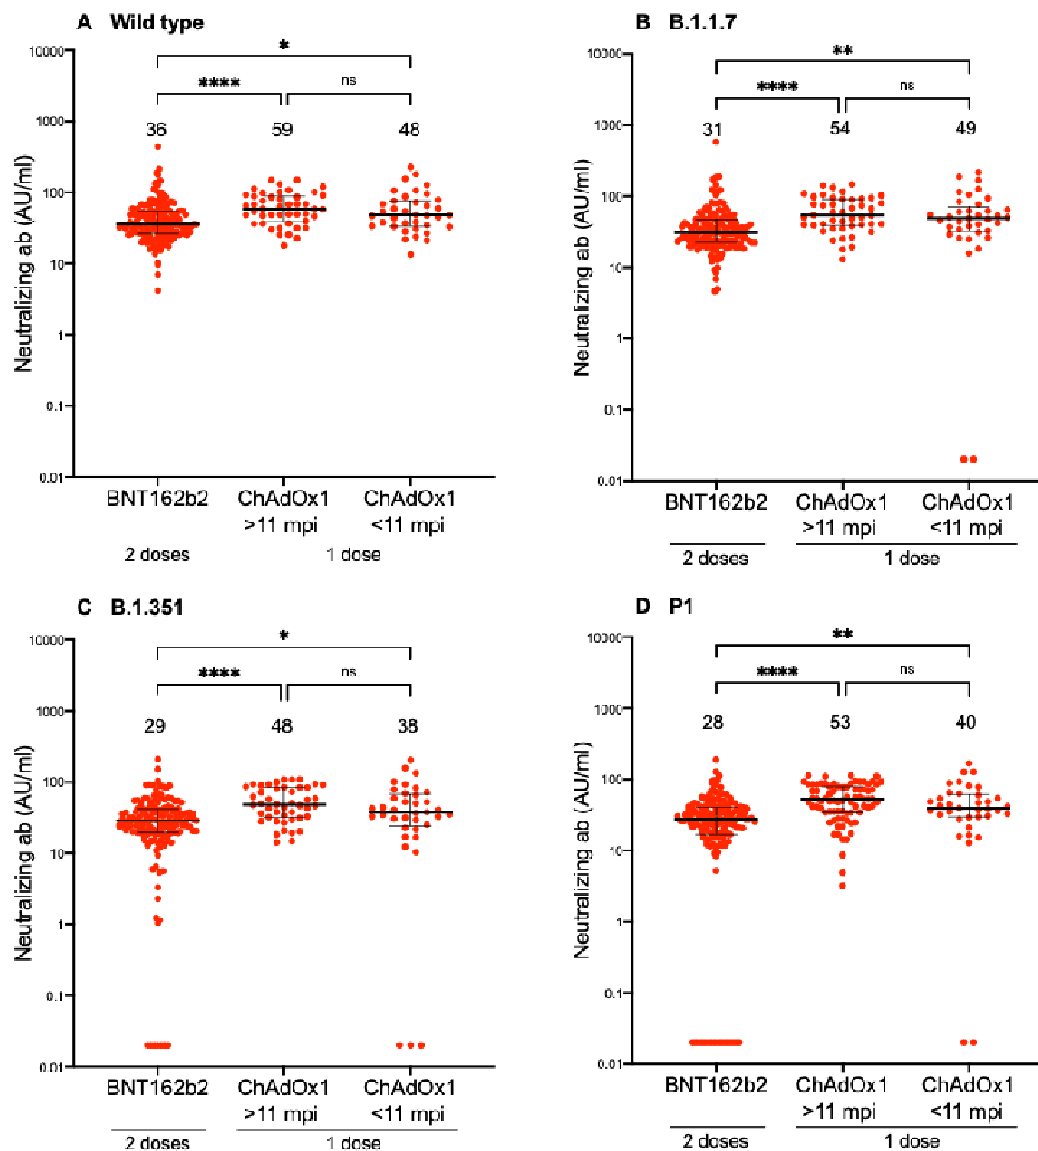 A Wild type
*
**** ns
36 59 48
10000
1000
100
10
1
0.1
0.01
Neutralizing ab (AU/ml)
BNT162b2 ChAdOx1 ChAdOx1
>11 mpi <11 mpi
2 doses 1 dose
B B.1.1.7
**
**** ns
31 54 49
10000
1000
100
10
1
0.1
0.01
Neutralizing ab (AU/ml)
BNT162b2 ChAdOx1 ChAdOx1
>11 mpi <11 mpi
2 doses 1 dose
C B.1.351
*
**** ns
29 48 38
10000
1000
100
10
1
0.1
0.01
Neutralizing ab (AU/ml)
BNT162b2 ChAdOx1 ChAdOx1
>11 mpi <11 mpi
2 doses 1 dose
D P1
**
**** ns
28 53 40
10000
1000
100
10
1
0.1
0.01
Neutralizing ab (AU/ml)
BNT162b2 ChAdOx1 ChAdOx1
>11 mpi <11 mpi
2 doses 1 dose